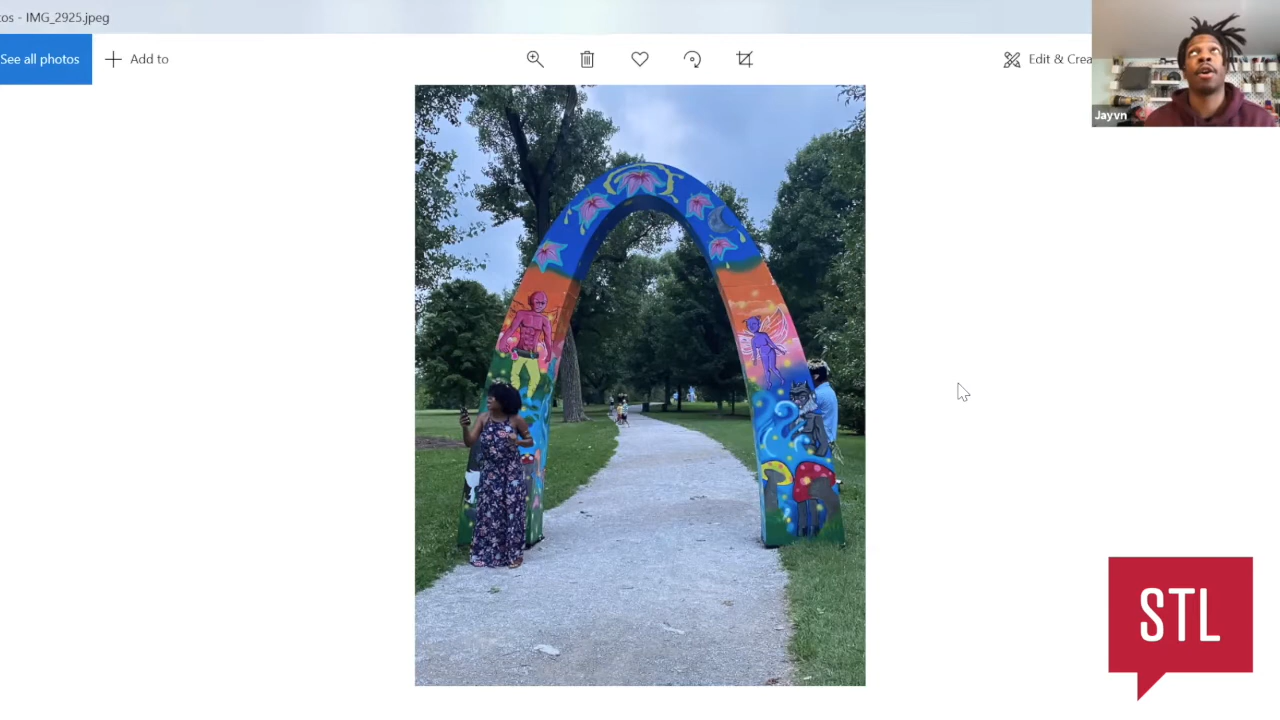 tos - IMG_2925.jpeg
See all photos
Add to
Edit & Crea
Jayvn
STL